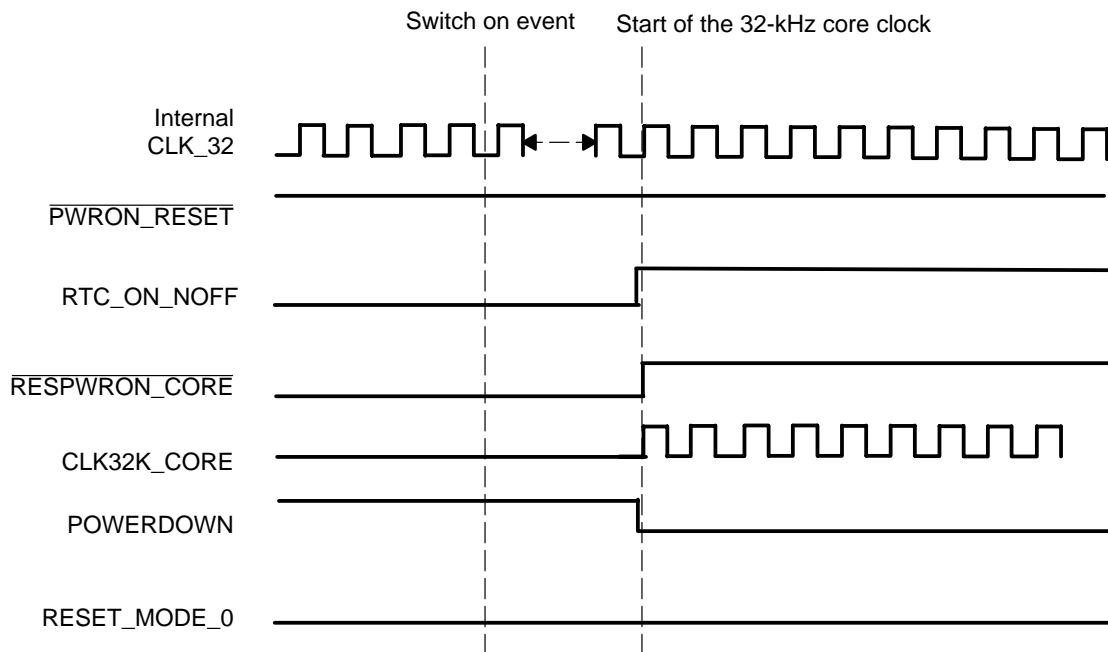 Switch on event
Start of the 32-kHz core clock
Internal
CLK_32
PWRON_RESET
RTC_ON_NOFF
RESPWRON_CORE
CLK32K_CORE
POWERDOWN
RESET_MODE_0